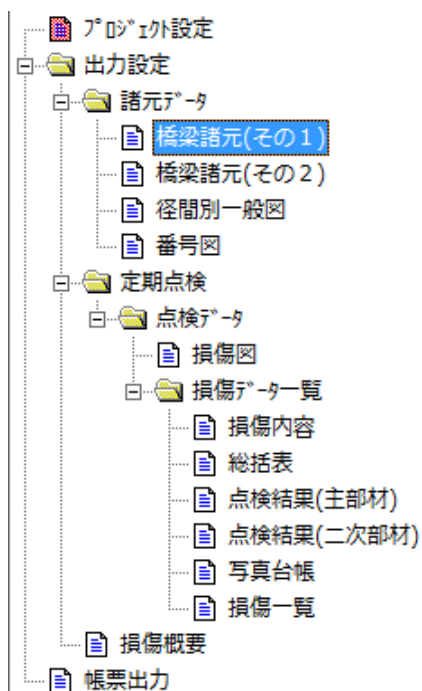 ﾌﾟﾛｼﾞｪｸﾄ設定
出力設定
諸元ﾃﾞｰﾀ
橋梁諸元(その１)
橋梁諸元(その２)
径間別一般図
番号図
定期点検
点検ﾃﾞｰﾀ
損傷図
損傷ﾃﾞｰﾀ一覧
損傷内容
総括表
点検結果(主部材)
点検結果(二次部材)
写真台帳
損傷一覧
損傷概要
帳票出力